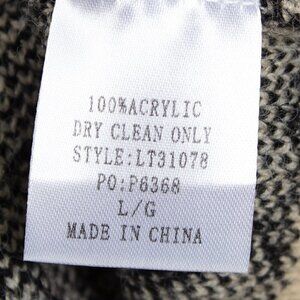 100%ACRYLIC
DRY CLEAN ONLY
STYLE:LT31078
PO:P6368
L/G
MADE IN CHINA